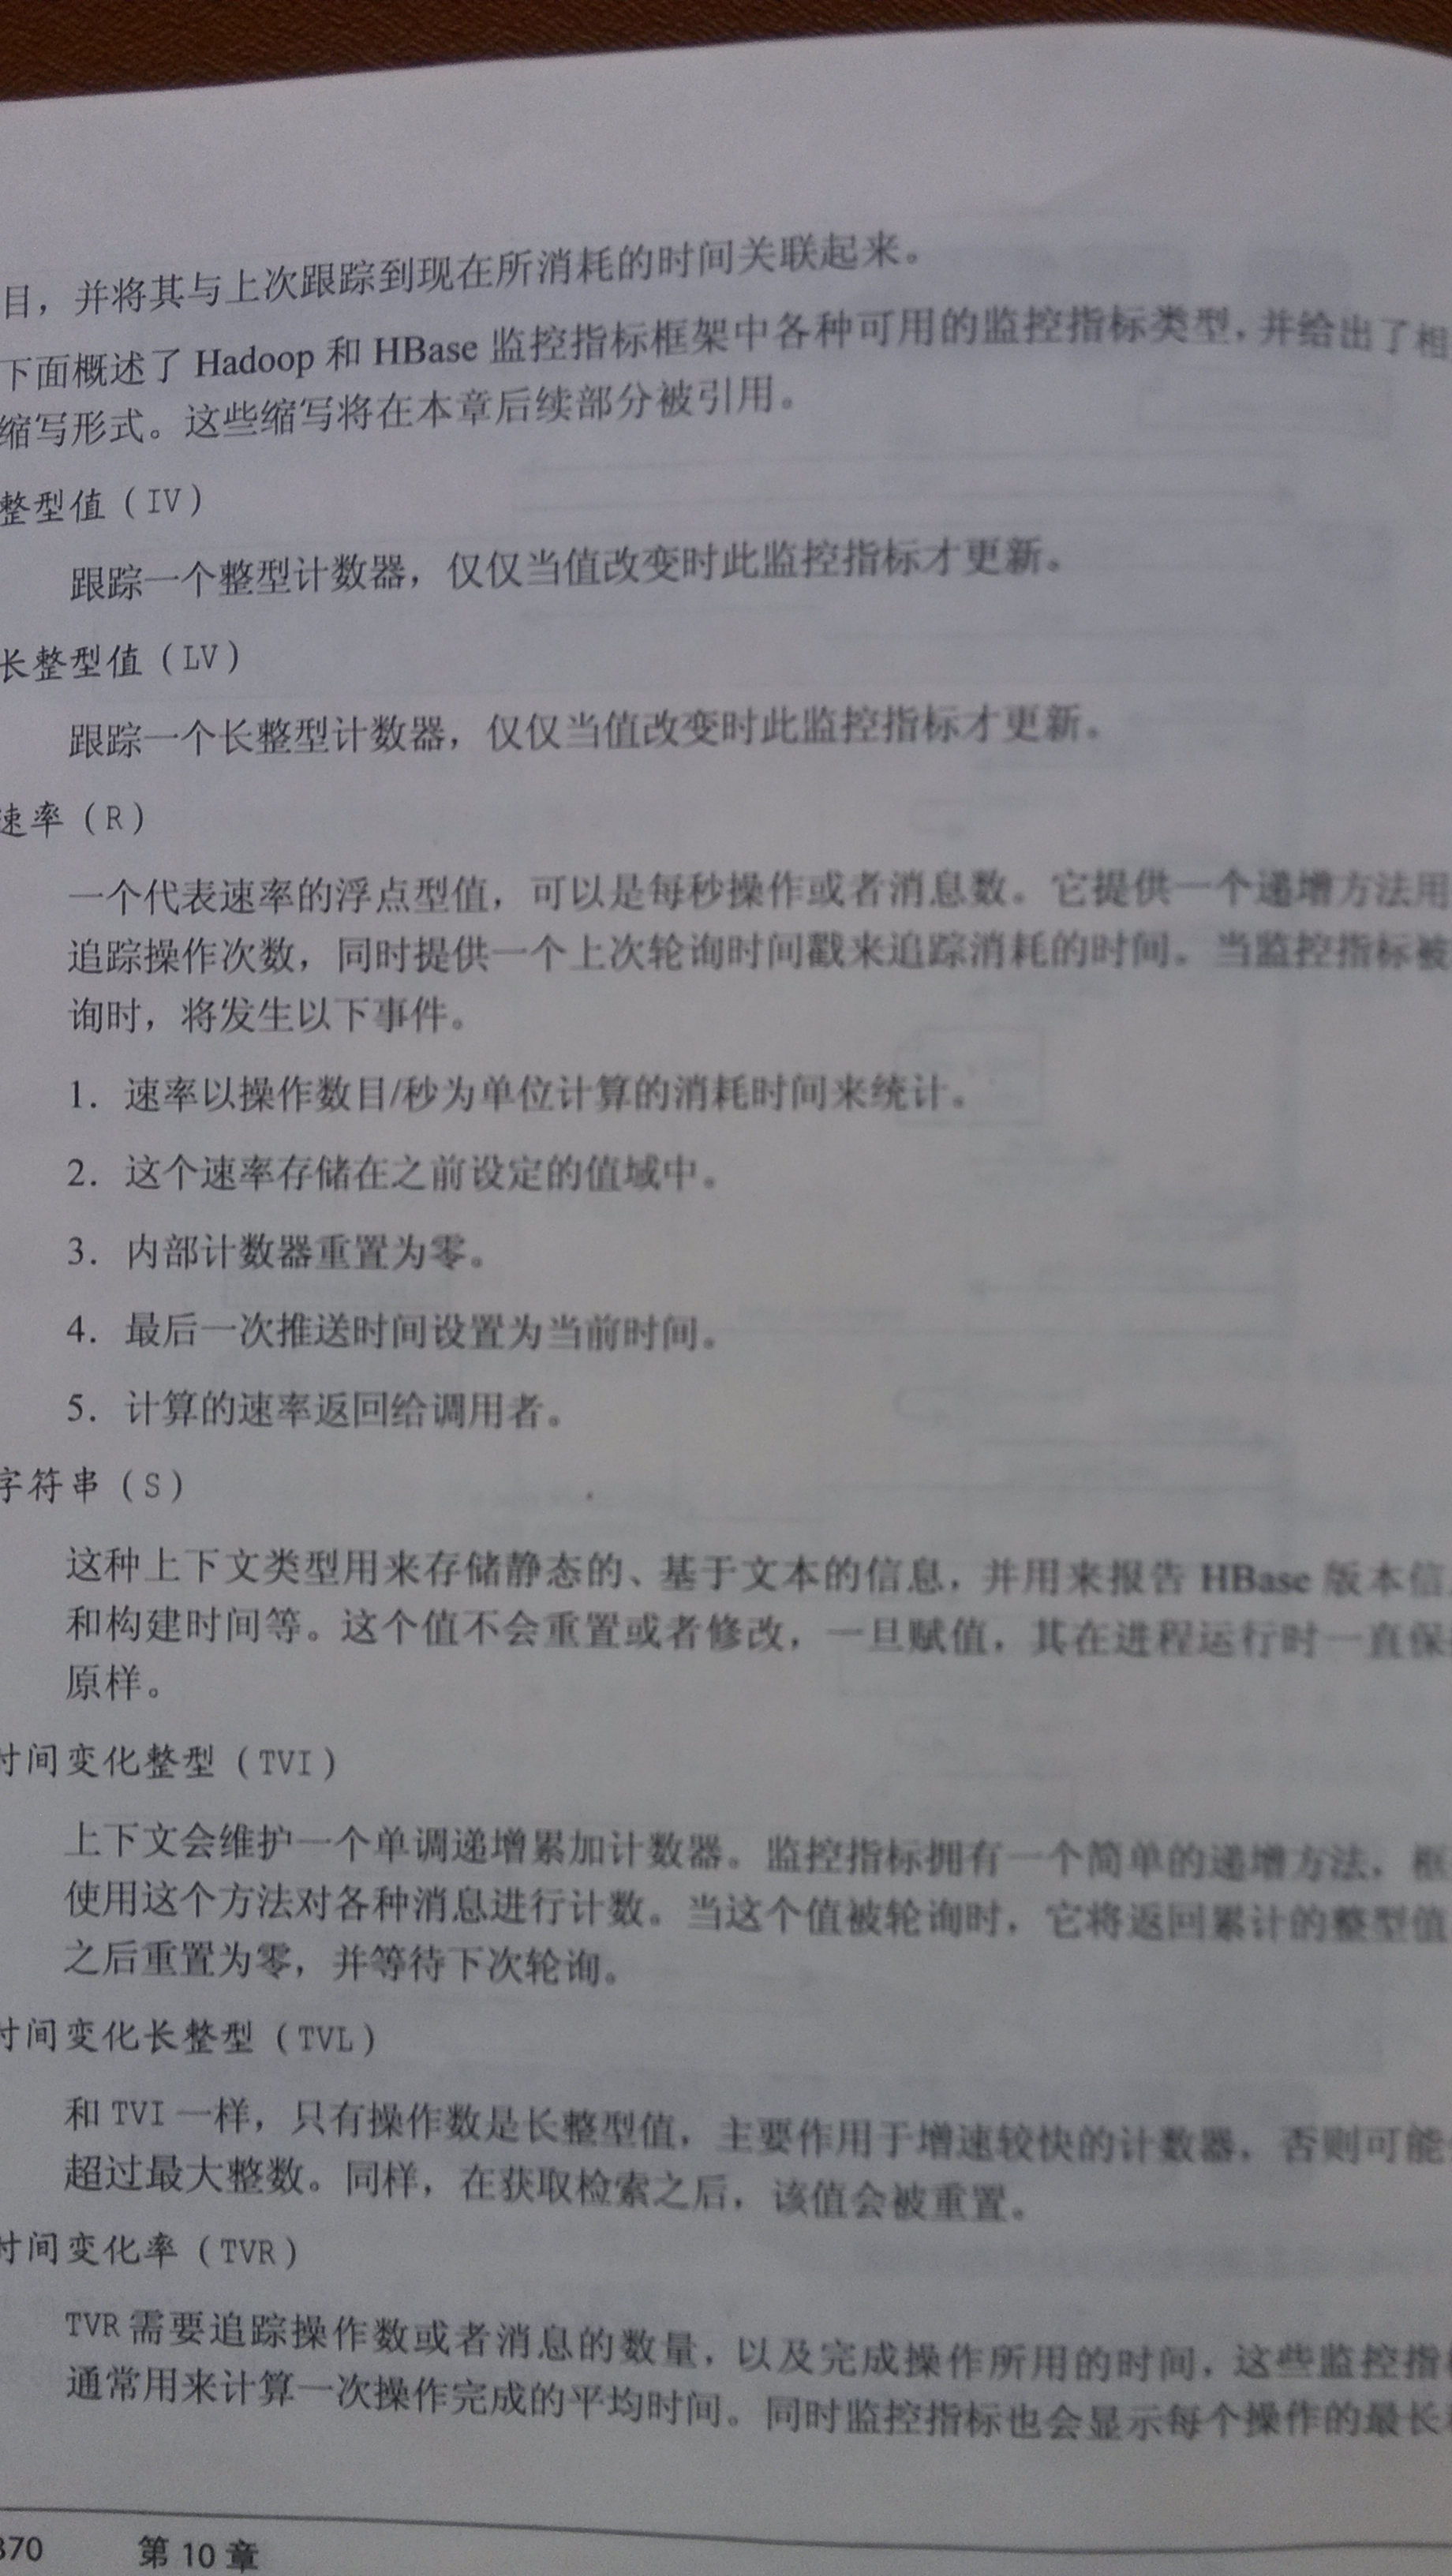 目，并将其与上次跟踪到现在所消耗的时间关联起来。
下面概述了 Hadoop 和 HBase 监控指标框架中各种可用的监控指标类型，并给出了相
缩写形式。这些缩写将在本章后续部分被引用。
整型值（IV）
跟踪一个整型计数器，仅仅当值改变时此监控指标才更新。
长整型值（LV）
跟踪一个长整型计数器，仅仅当值改变时此监控指标才更新。
速率（R）
一个代表速率的浮点型值，可以是每秒操作或者消息数。它提供一个递增方法用
追踪操作次数，同时提供一个上次轮询时间戳来追踪消耗的时间。当监控指标被
询时，将发生以下事件。
1. 速率以操作数目/秒为单位计算的消耗时间来统计。
2. 这个速率存储在之前设定的值域中。
3. 内部计数器重置为零。
4. 最后一次推送时间设置为当前时间。
5. 计算的速率返回给调用者。
字符串（S）
这种上下文类型用来存储静态的、基于文本的信息，并用来报告 HBase 版本信
和构建时间等。这个值不会重置或者修改，一旦赋值，其在进程运行时一直保
原样。
时间变化整型（TVI）
上下文会维护一个单调递增累加计数器。监控指标拥有一个简单的递增方法，框
使用这个方法对各种消息进行计数。当这个值被轮询时，它将返回累计的整型值
之后重置为零，并等待下次轮询。
时间变化长整型（TVL）
和 TVI 一样，只有操作数是长整型值，主要作用于增速较快的计数器，否则可能
超过最大整数。同样，在获取检索之后，该值会被重置。
时间变化率（TVR）
TVR 需要追踪操作数或者消息的数量，以及完成操作所用的时间，这些监控指
通常用来计算一次操作完成的平均时间。同时监控指标也会显示每个操作的最长
370 第 10 章